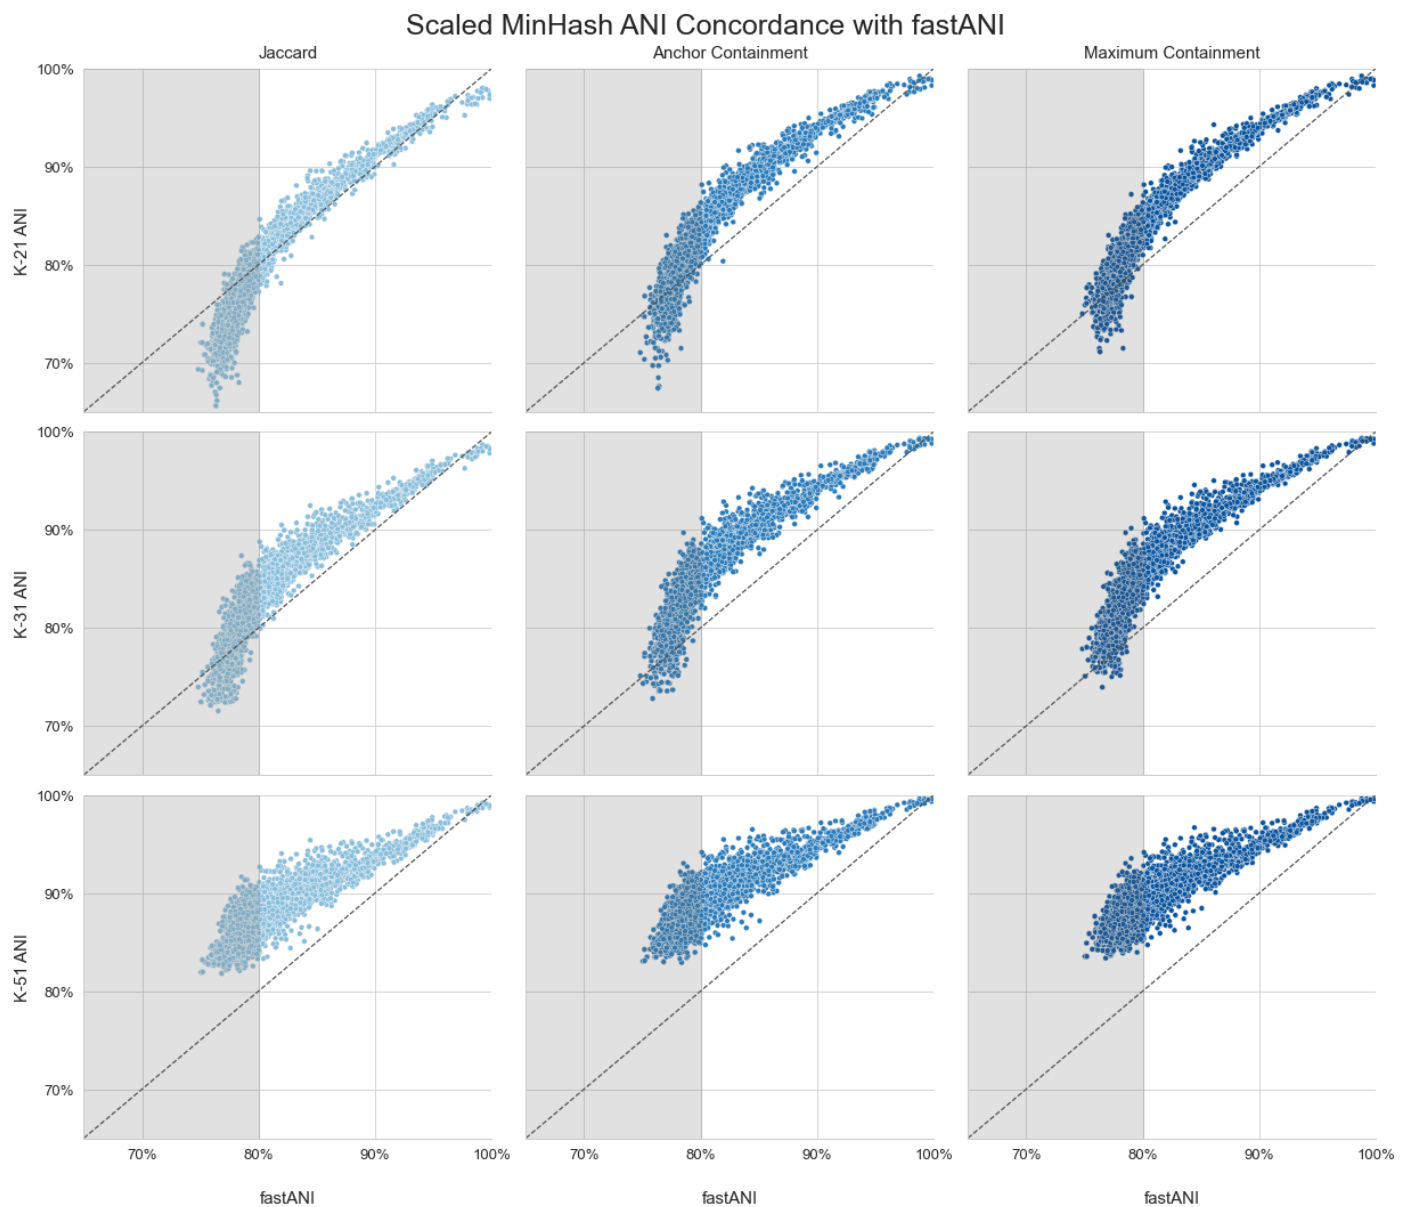 Scaled MinHash ANI Concordance with fastANI
Jaccard
Anchor Containment
Maximum Containment
K-21 ANI
100%
90%
80%
70%
K-31 ANI
100%
90%
80%
70%
K-51 ANI
100%
90%
80%
70%
70% 80% 90% 100%
70% 80% 90% 100%
70% 80% 90% 100%
fastANI
fastANI
fastANI